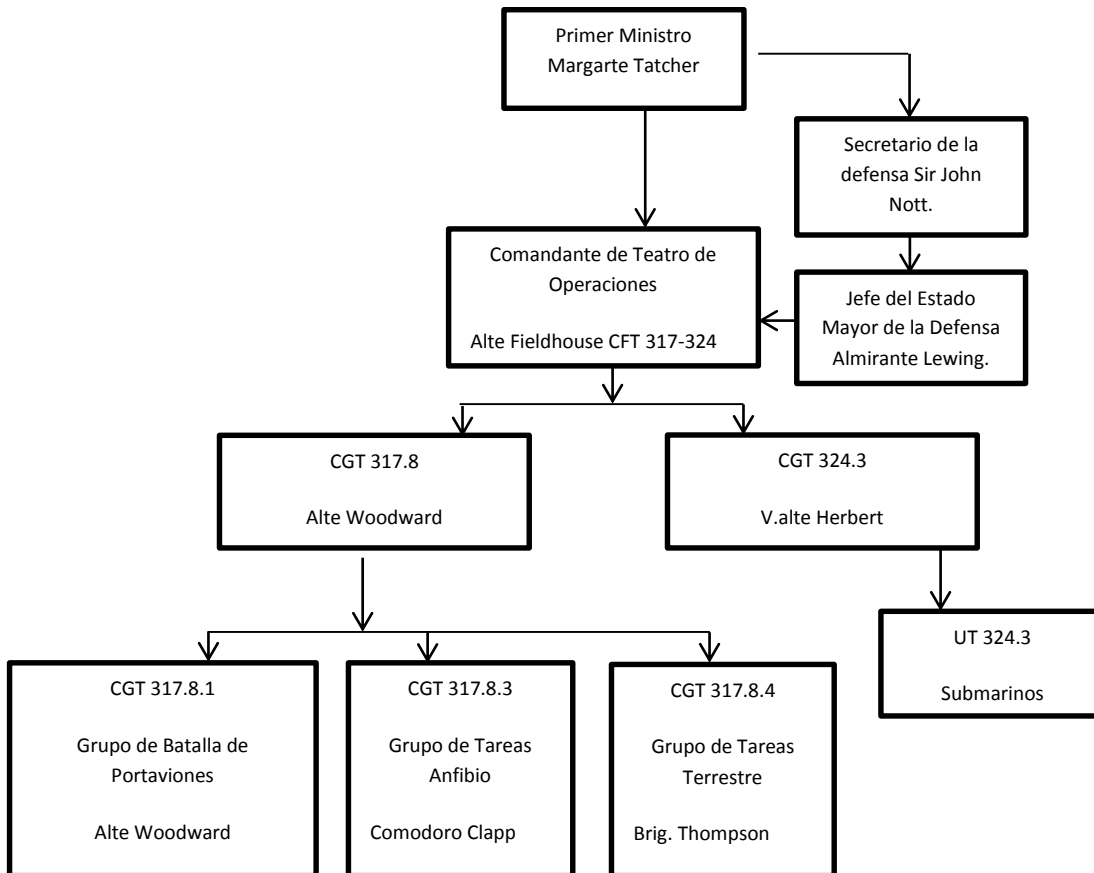 Primer Ministro
Margarte Tatcher
Secretario de la
defensa Sir John
Nott.
Comandante de Teatro de
Operaciones
Alte Fieldhouse CFT 317-324
Jefe del Estado
Mayor de la Defensa
Almirante Lewing.
CGT 317.8
Alte Woodward
CGT 324.3
V.alte Herbert
UT 324.3
Submarinos
CGT 317.8.1
Grupo de Batalla de
Portaviones
Alte Woodward
CGT 317.8.3
Grupo de Tareas
Anfibio
Comodoro Clapp
CGT 317.8.4
Grupo de Tareas
Terrestre
Brig. Thompson